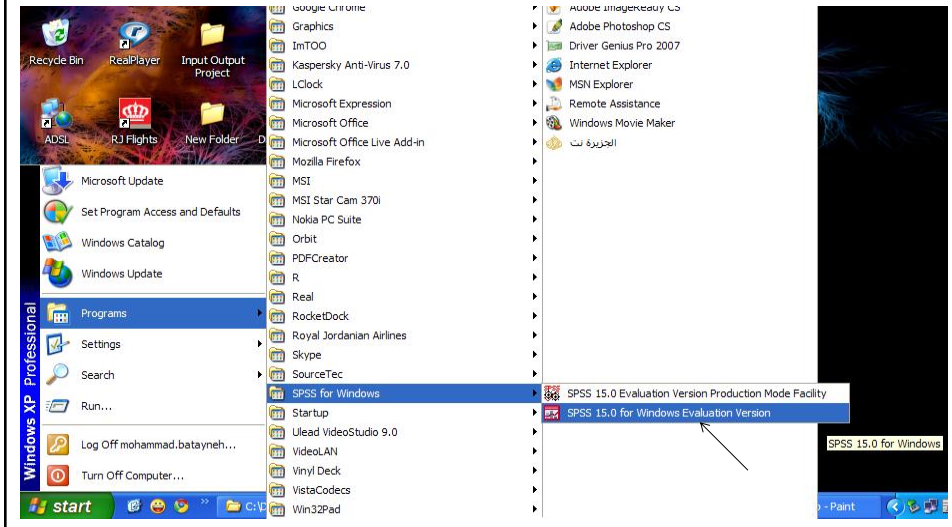 Recycle Bin
RealPlayer
Input Output
Project
ADSL
RJ Flights
New Folder
D
Microsoft Update
Set Program Access and Defaults
Windows Catalog
Windows Update
Programs
Settings
Search
Run...
Log Off mohammad.batayneh...
Turn Off Computer...
Windows XP Professional
start
C:\D
- Paint
Google Chrome
Graphics
ImTOO
Kaspersky Anti-Virus 7.0
LClock
Microsoft Expression
Microsoft Office
Microsoft Office Live Add-in
Mozilla Firefox
MSI
MSI Star Cam 370i
Nokia PC Suite
Orbit
PDFCreator
R
Real
RocketDock
Royal Jordanian Airlines
Skype
SourceTec
SPSS for Windows
Startup
Ulead VideoStudio 9.0
VideoLAN
Vinyl Deck
VistaCodecs
Win32Pad
Adobe ImageReady CS
Adobe Photoshop CS
Driver Genius Pro 2007
Internet Explorer
MSN Explorer
Remote Assistance
Windows Movie Maker
الجزيرة نت
SPSS 15.0 Evaluation Version Production Mode Facility
SPSS 15.0 for Windows Evaluation Version
SPSS 15.0 for Windows